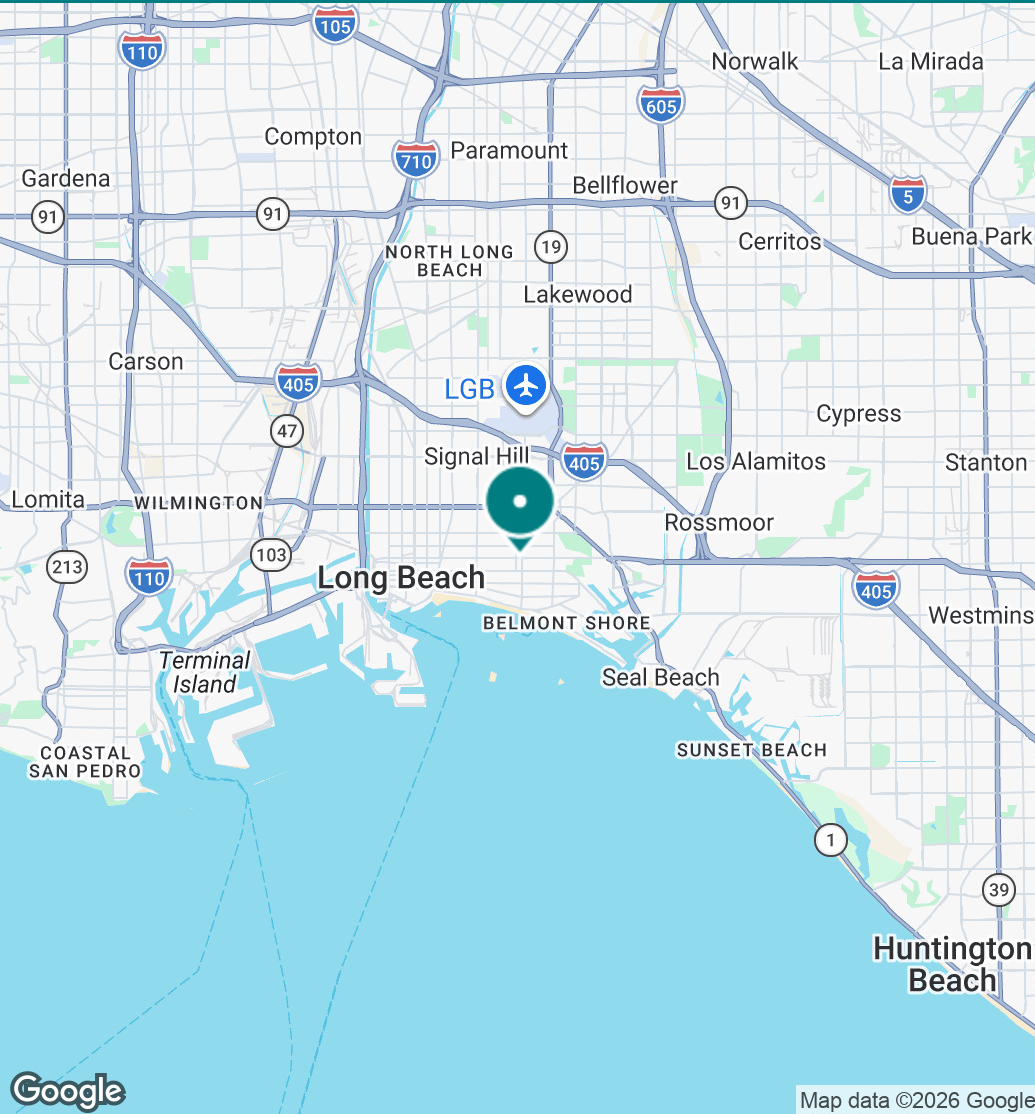 105
110
Norwalk
La Mirada
605
Compton
710
Paramount
Gardena
Bellflower
5
91
91
91
19
NORTH LONG
BEACH
Cerritos
Buena Park
Lakewood
Carson
405
LGB
47
Cypress
Signal Hill
405
Los Alamitos
Stanton
Lomita
WILMINGTON
Rossmoor
213
110
103
Long Beach
405
BELMONT SHORE
Westmins
Terminal
Island
Seal Beach
COASTAL
SAN PEDRO
SUNSET BEACH
1
39
Huntington
Beach
Google
Map data ©2026 Google